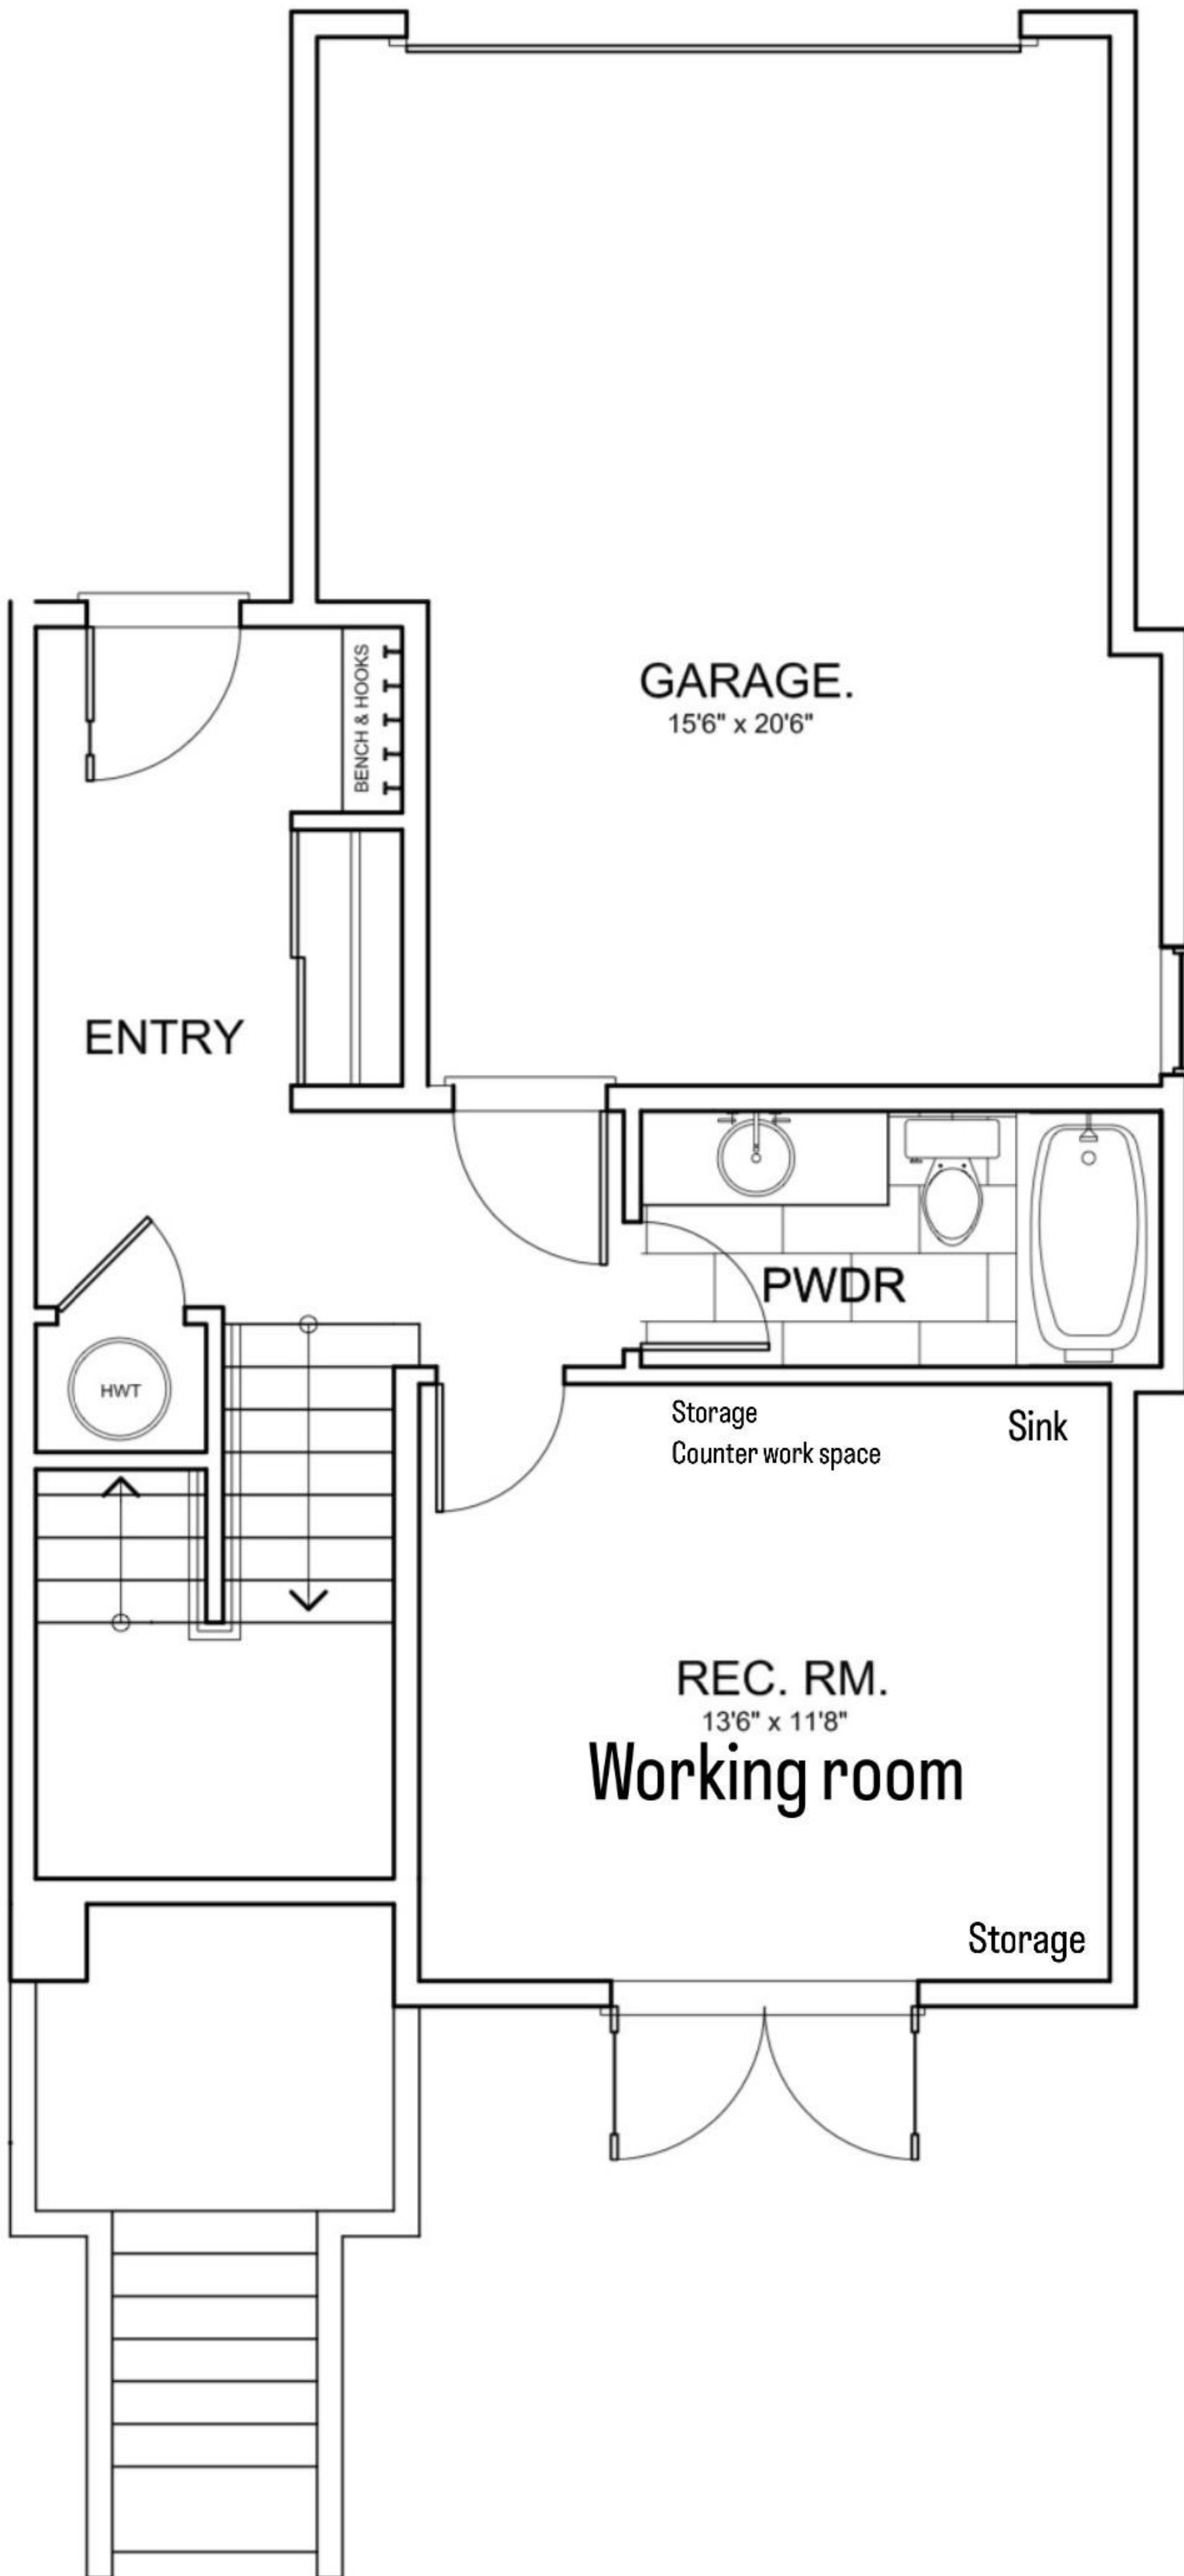 GARAGE.
15'6" x 20'6"
BENCH & HOOKS
ENTRY
PWDR
HWT
Storage
Counter work space
Sink
REC. RM.
13'6" x 11'8"
Working room
Storage